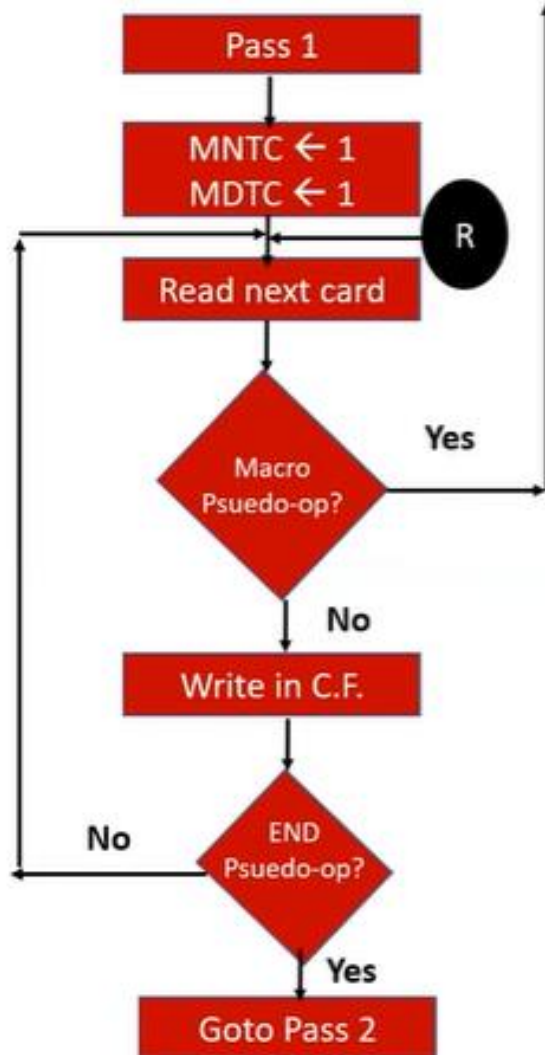 Pass 1
MNTC ← 1
MDTC ← 1
R
Read next card
Macro
Psuedo-op?
Yes
No
Write in C.F.
END
Psuedo-op?
No
Yes
Goto Pass 2